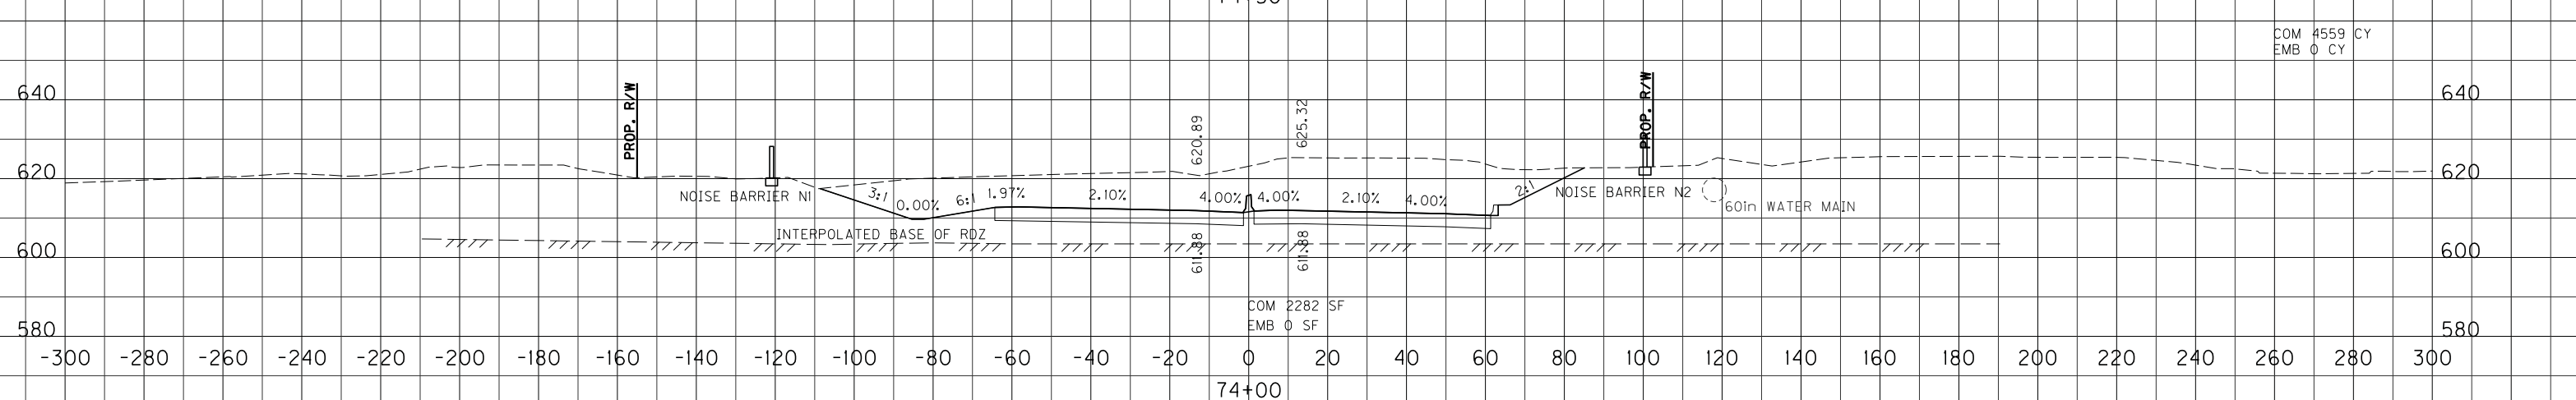 COM 4559 CY
EMB 0 CY
640
PROP. R/W
620.89
625.32
PROP. R/W
640
620
NOISE BARRIER N1
3:1
0.00%
6:1
1.97%
2.10%
4.00%
4.00%
2.10%
4.00%
2:1
NOISE BARRIER N2
60in WATER MAIN
620
INTERPOLATED BASE OF RDZ
600
611.88
611.88
600
COM 2282 SF
EMB 0 SF
580
580
-300 -280 -260 -240 -220 -200 -180 -160 -140 -120 -100 -80 -60 -40 -20 0 20 40 60 80 100 120 140 160 180 200 220 240 260 280 300
74+00